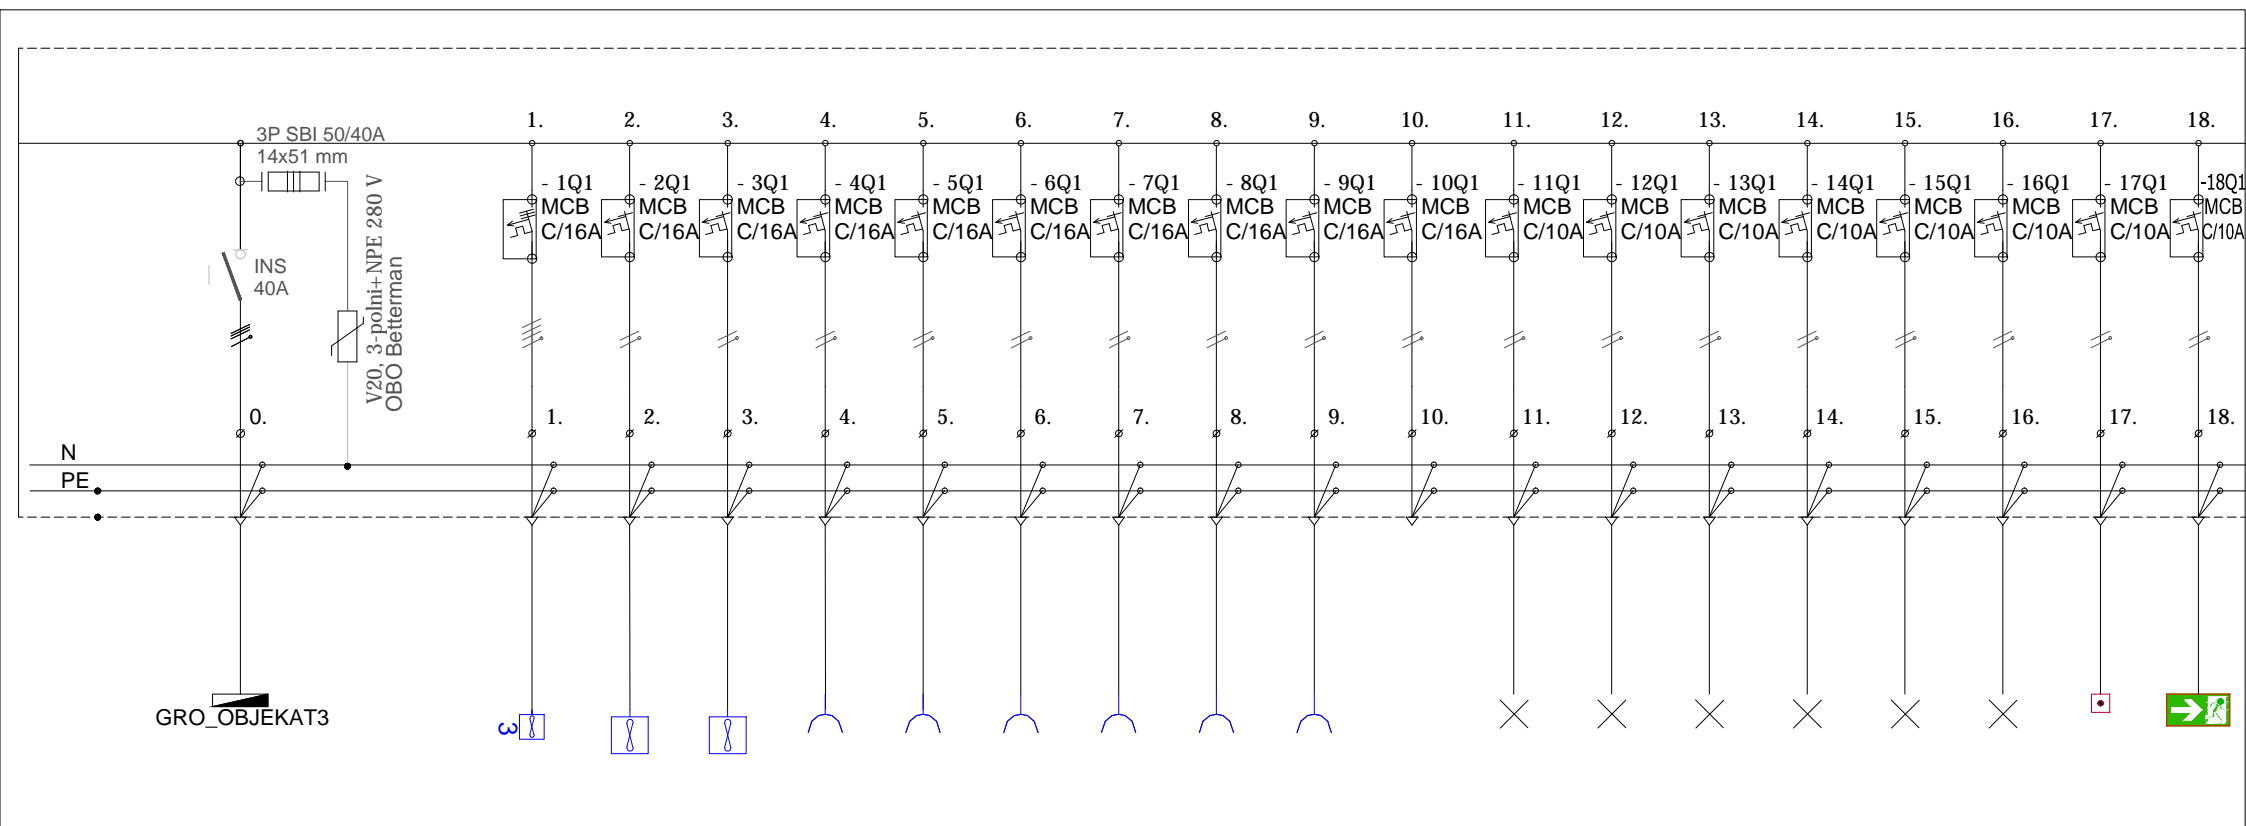 1. 2. 3. 4. 5. 6. 7. 8. 9. 10. 11. 12. 13. 14. 15. 16. 17. 18.
3P SBI 50/40A
14x51 mm
V20, 3-polni+NPE 280 V
OBO Betterman
INS
40A
- 1Q1
MCB
C/16A
- 2Q1
MCB
C/16A
- 3Q1
MCB
C/16A
- 4Q1
MCB
C/16A
- 5Q1
MCB
C/16A
- 6Q1
MCB
C/16A
- 7Q1
MCB
C/16A
- 8Q1
MCB
C/16A
- 9Q1
MCB
C/16A
- 10Q1
MCB
C/16A
- 11Q1
MCB
C/10A
- 12Q1
MCB
C/10A
- 13Q1
MCB
C/10A
- 14Q1
MCB
C/10A
- 15Q1
MCB
C/10A
- 16Q1
MCB
C/10A
- 17Q1
MCB
C/10A
-18Q1
MCB
C/10A
0. 1. 2. 3. 4. 5. 6. 7. 8. 9. 10. 11. 12. 13. 14. 15. 16. 17. 18.
N
PE
GRO_OBJEKAT3
3